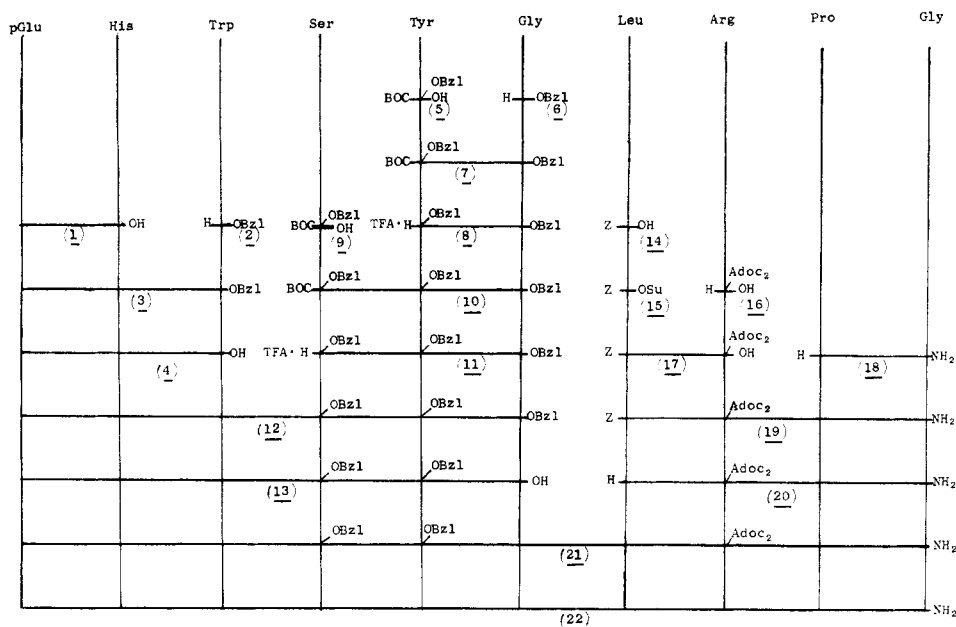 pGlu His Trp Ser Tyr Gly Leu Arg Pro Gly
OBzl
BOC OH H OBzl
(5) (6)
BOC OBzl OBzl
(7)
OH H OBzl BOC OBzl OH TFA·H OBzl OBzl Z OH
(1) (2) (9) (8) (14)
OBzl BOC OBzl OBzl OBzl Z OSu H Adoc₂ OH
(3) (10) (15) (16)
OH TFA·H OBzl OBzl OBzl Z Adoc₂ OH H NH₂
(4) (11) (17) (18)
OBzl OBzl OBzl Z Adoc₂ NH₂
(12) (19)
OBzl OBzl OH H Adoc₂ NH₂
(13) (20)
OBzl OBzl Adoc₂ NH₂
(21)
NH₂
(22)